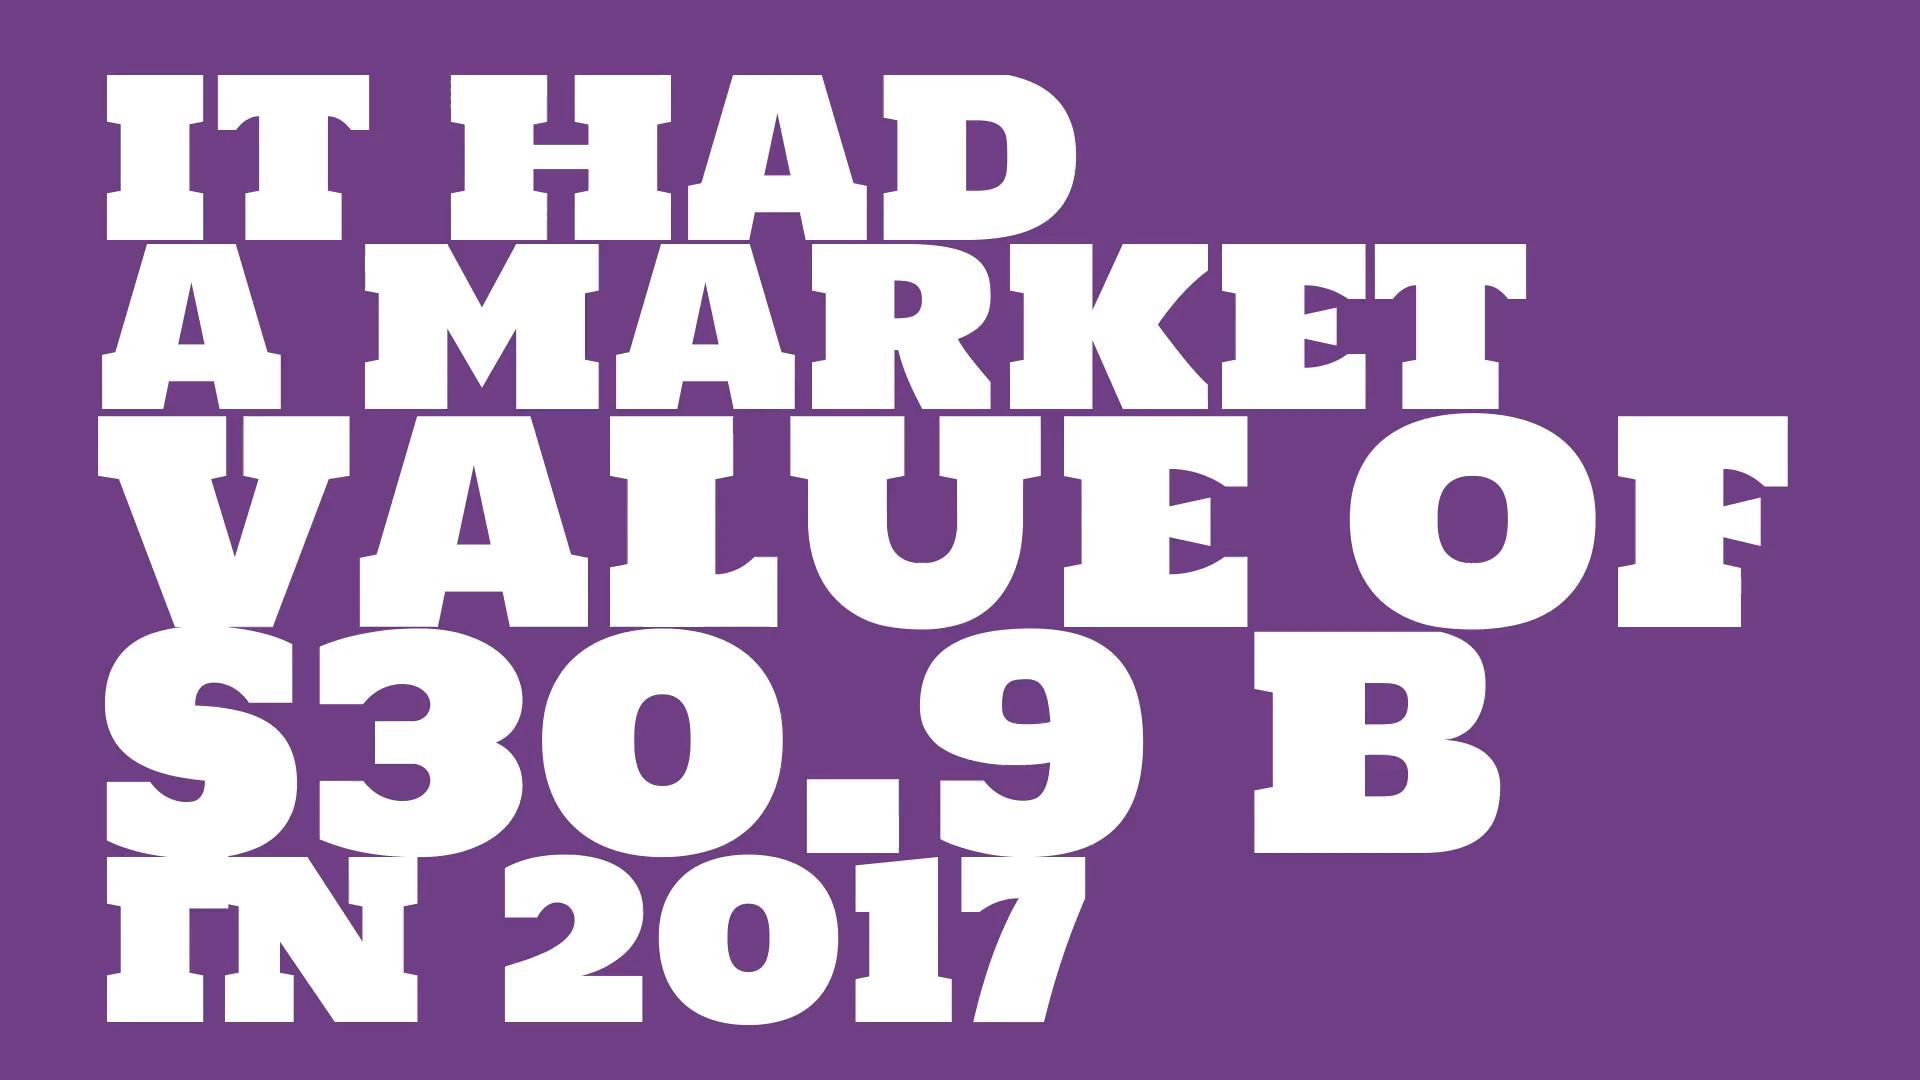 IT HAD
A MARKET
VALUE OF
$30.9 B
IN 2017